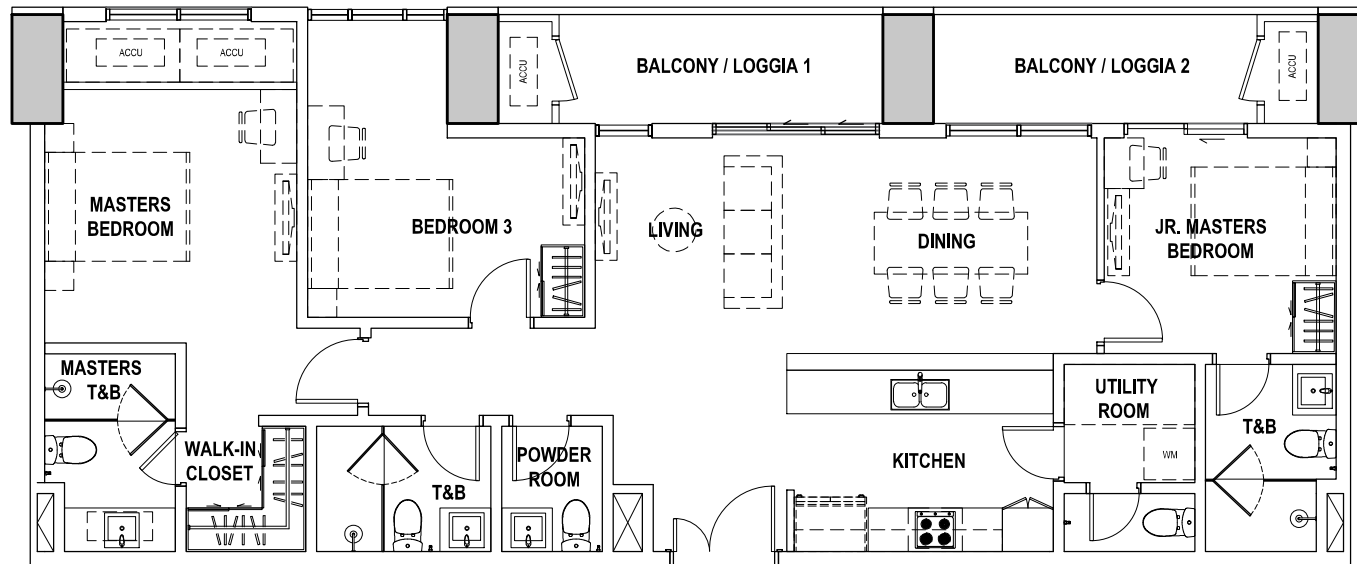 ACCU
ACCU
ACCU
BALCONY / LOGGIA 1
BALCONY / LOGGIA 2
ACCU
MASTERS
BEDROOM
BEDROOM 3
LIVING
DINING
JR. MASTERS
BEDROOM
MASTERS
T&B
WALK-IN
CLOSET
T&B
POWDER
ROOM
KITCHEN
UTILITY
ROOM
WM
T&B